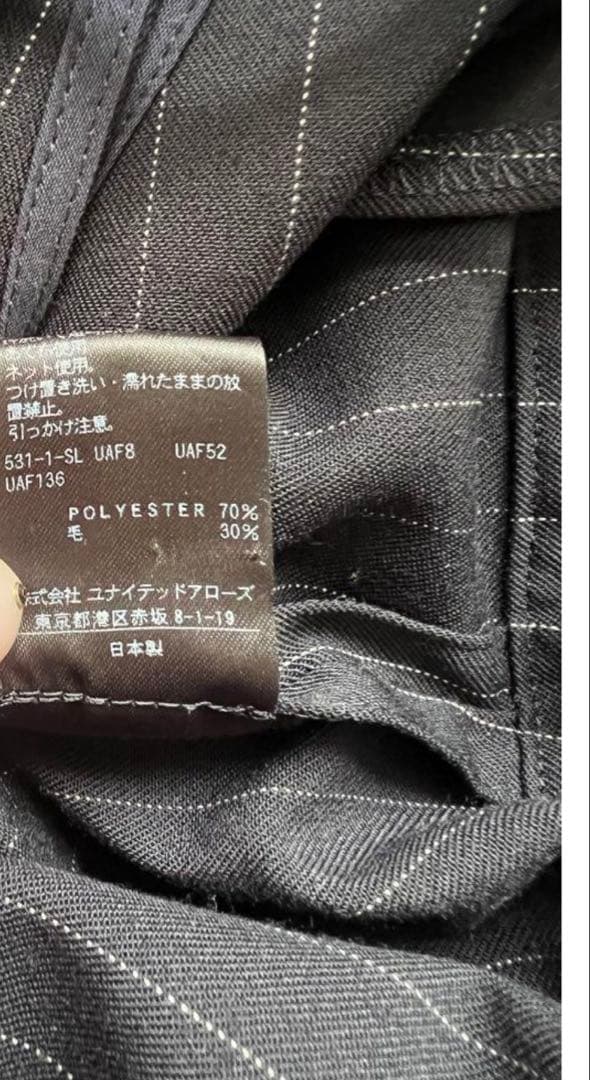 ネット使用。
つけ置き洗い・濡れたままの放
置禁止。
引っかけ注意。
531-1-SL UAF8 UAF52
UAF136
POLYESTER 70%
毛 30%
式会社 ユナイテッドアローズ
東京都港区赤坂 8-1-19
日本製